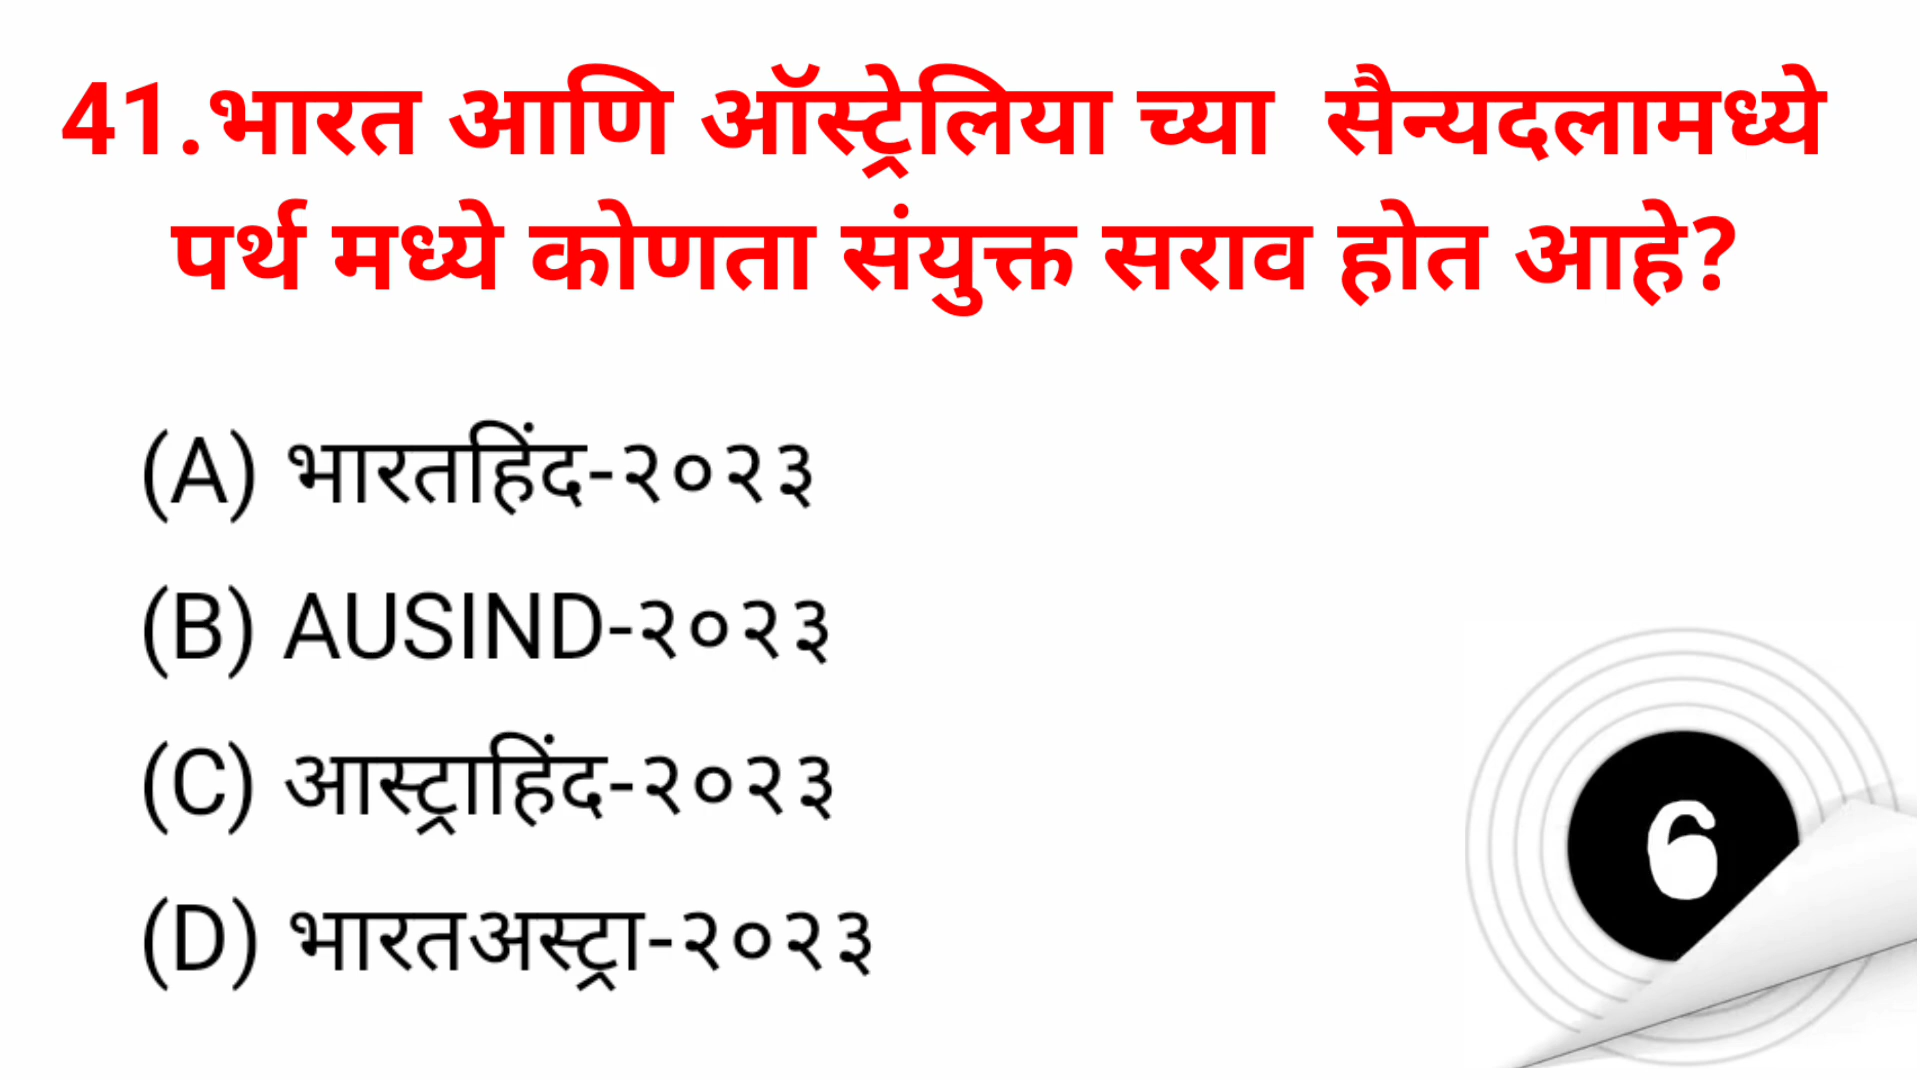 41.भारत आणि ऑस्ट्रेलिया च्या सैन्यदलामध्ये
पर्थ मध्ये कोणता संयुक्त सराव होत आहे?
(A) भारतहिंद-२०२३
(B) AUSIND-२०२३
(C) आस्ट्राहिंद-२०२३
(D) भारतअस्ट्रा-२०२३
6